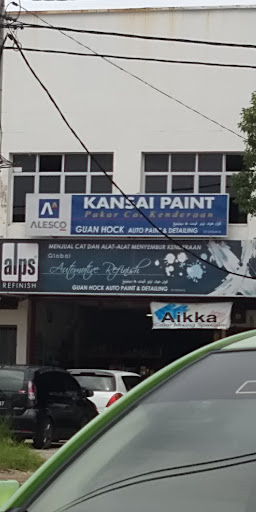 KANSAI PAINT
Pakar Cat Kenderaan
ALESCO
GUAN HOCK AUTO PAINT & DETAILING
MENJUAL CAT DAN ALAT-ALAT MENYEMBUR KENDERAAN
Global
alps
Automotive Refinish
REFINISH
GUAN HOCK AUTO PAINT & DETAILING
Aikka